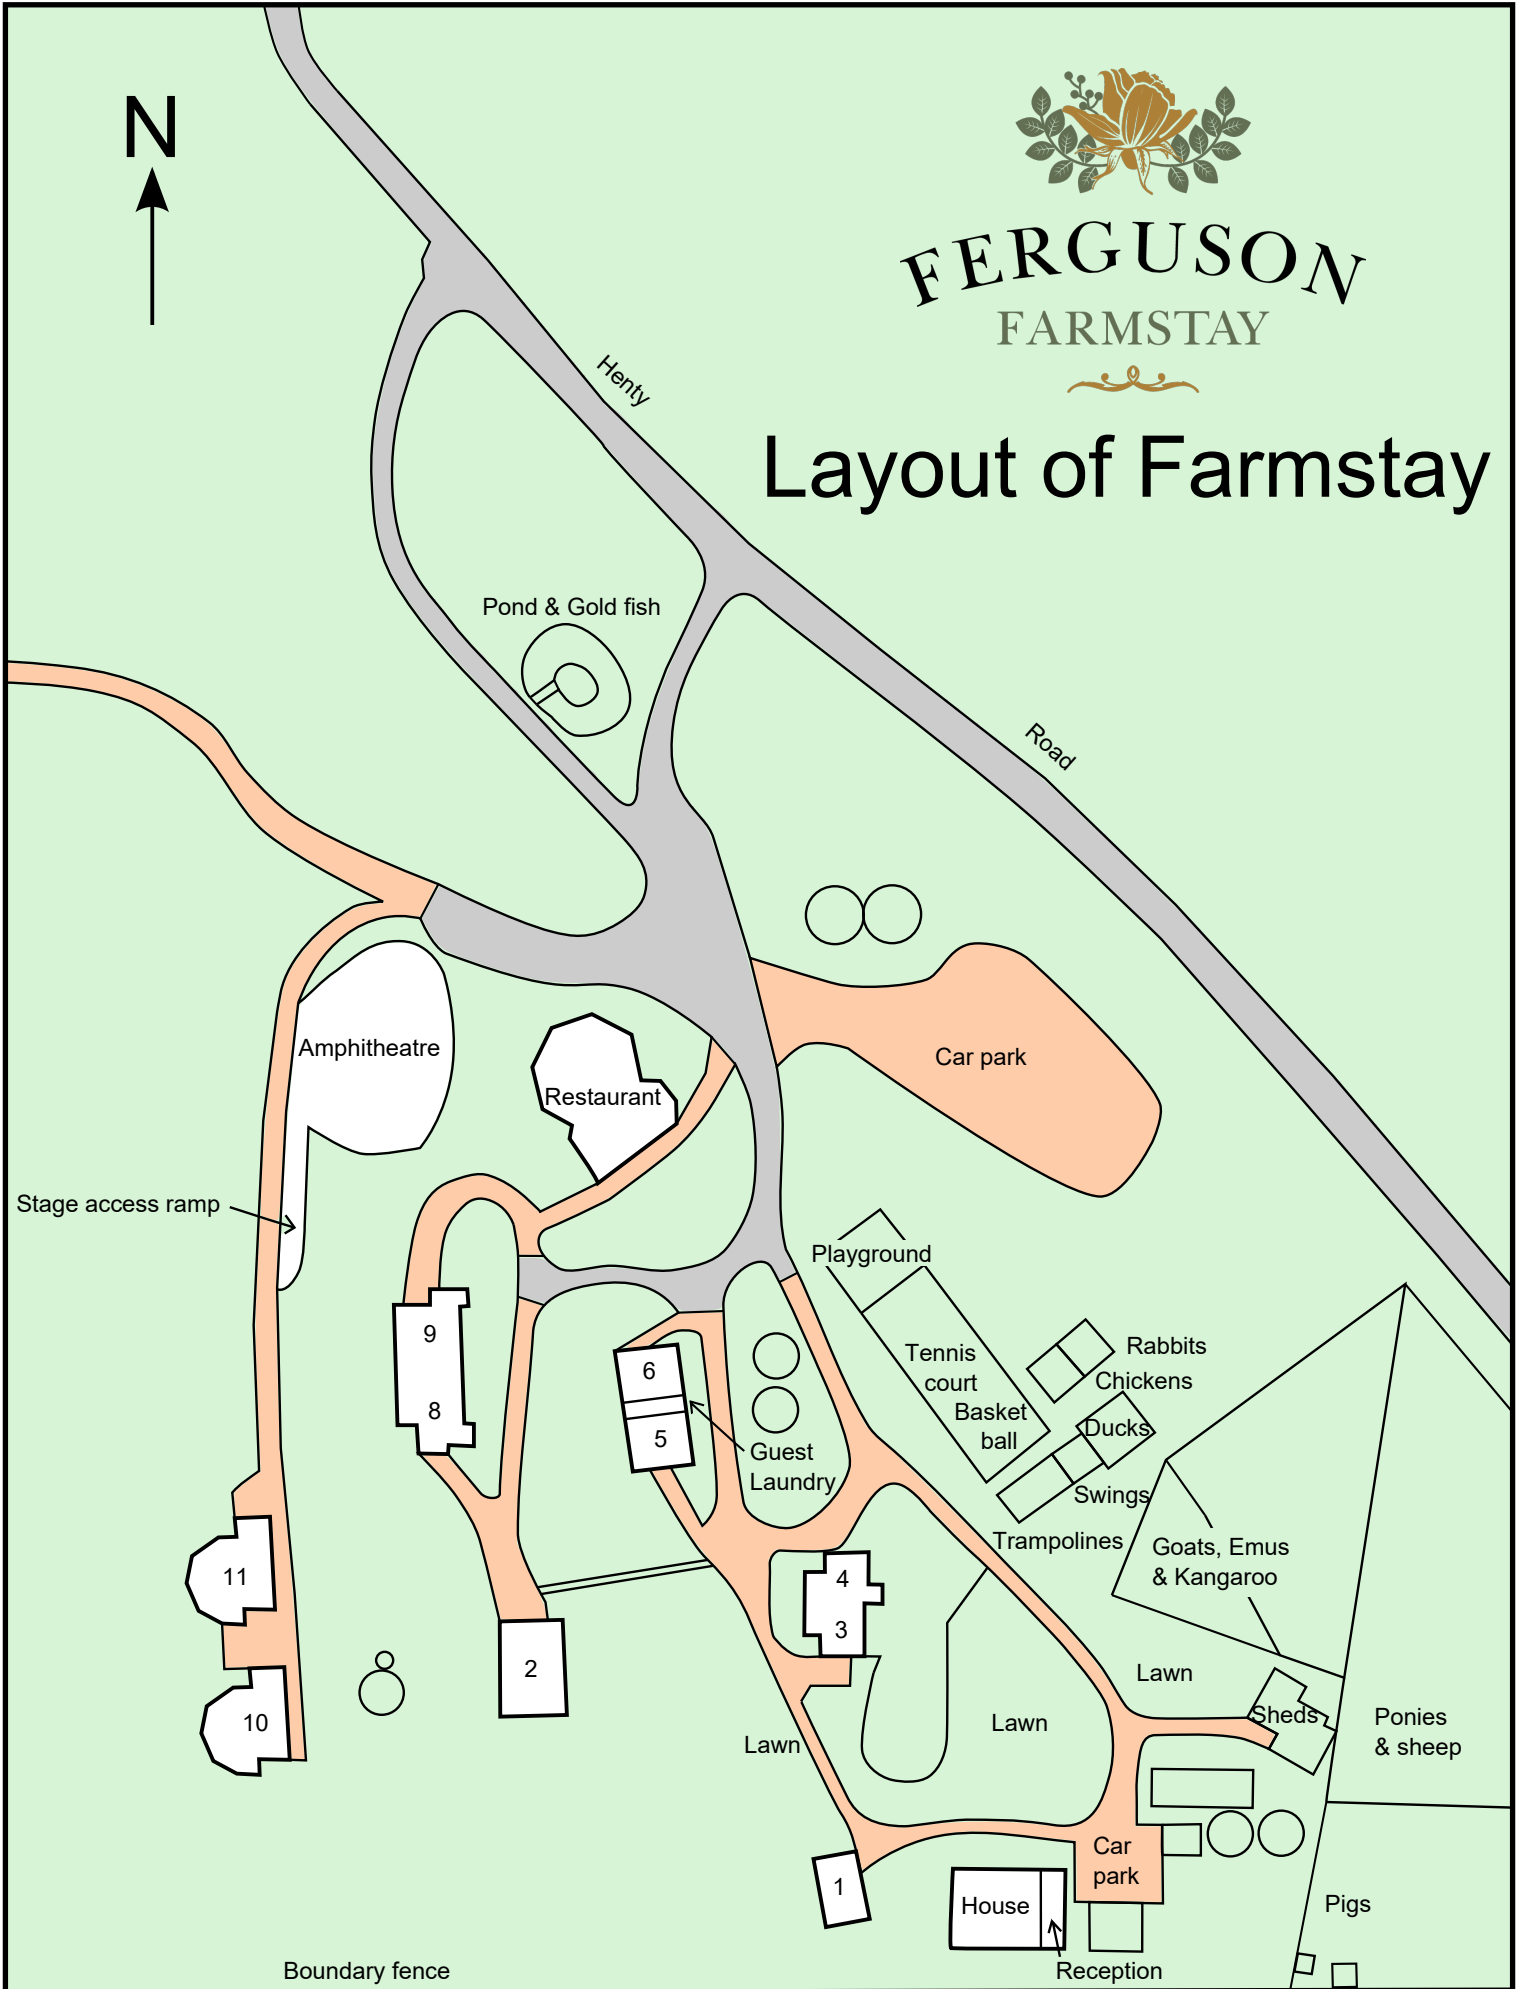 N
FERGUSON
FARMSTAY
Layout of Farmstay
Henty
Road
Pond & Gold fish
Amphitheatre
Restaurant
Car park
Stage access ramp
Playground
Tennis
court
Basket
ball
Rabbits
Chickens
Ducks
Swings
Trampolines
Goats, Emus
& Kangaroo
9
8
6
5
Guest
Laundry
11
10
2
4
3
Lawn
Lawn
Lawn
Sheds
Ponies
& sheep
Car
park
1
House
Reception
Pigs
Boundary fence